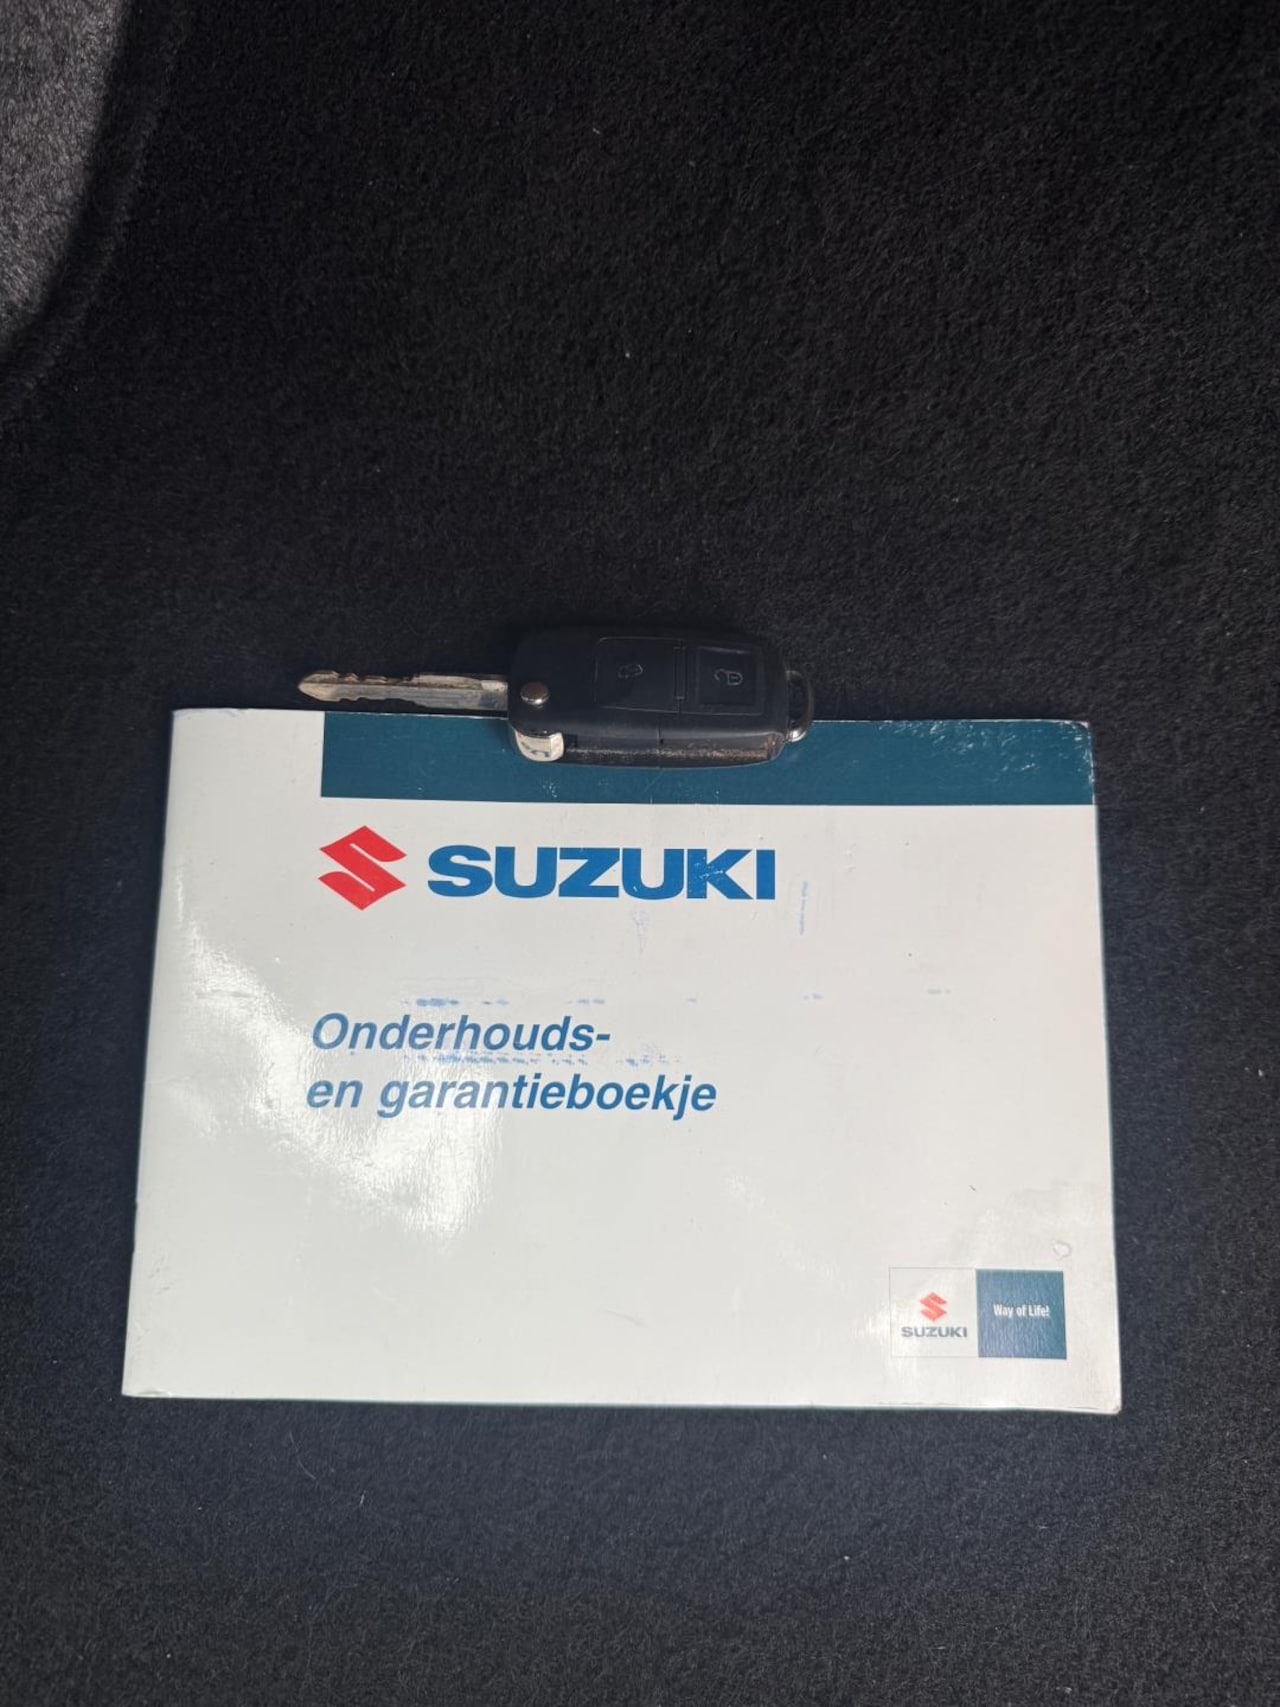 SUZUKI
Onderhouds-
en garantieboekje
SUZUKI
Way of Life!